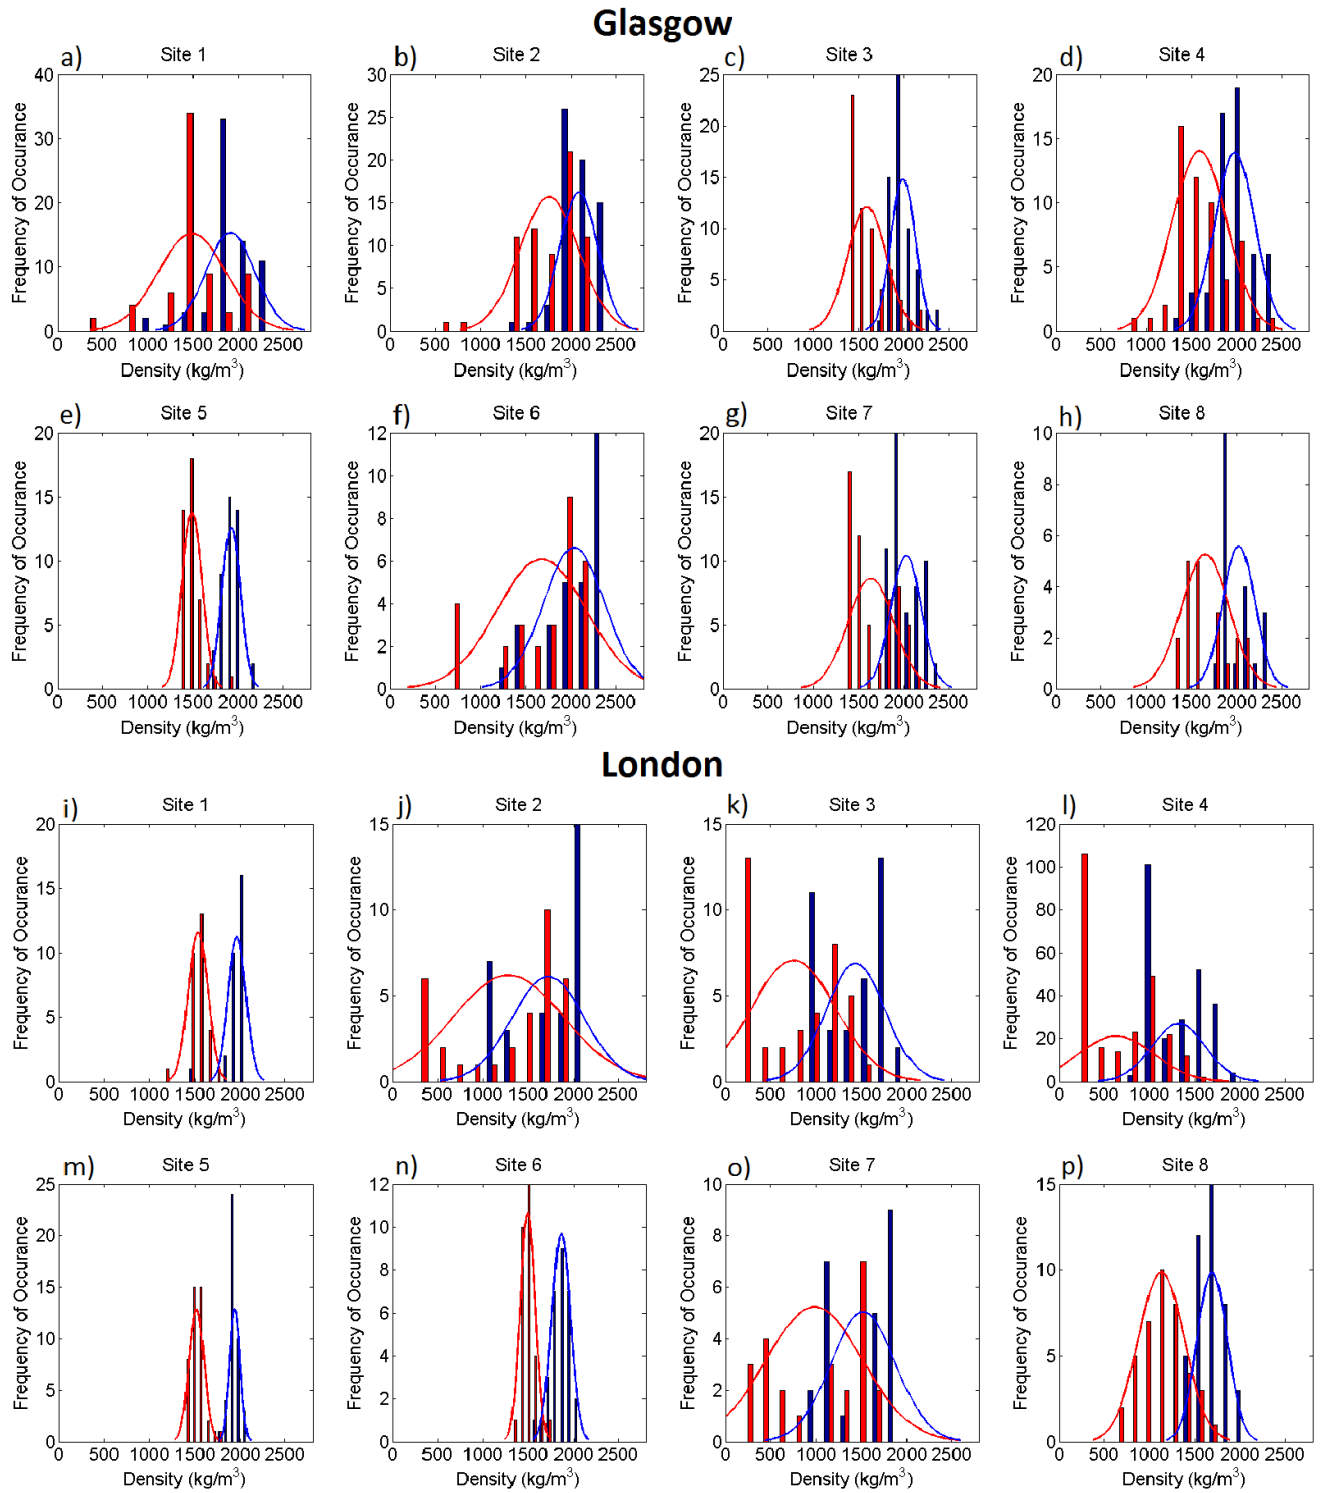 Glasgow
a) Site 1
b) Site 2
c) Site 3
d) Site 4
Frequency of Occurance
40
30
20
10
0
500 1000 1500 2000 2500
Density (kg/m³)
Frequency of Occurance
30
25
20
15
10
5
0
0 500 1000 1500 2000 2500
Density (kg/m³)
Frequency of Occurance
25
20
15
10
5
0
0 500 1000 1500 2000 2500
Density (kg/m³)
Frequency of Occurance
20
15
10
5
0
0 500 1000 1500 2000 2500
Density (kg/m³)
e) Site 5
f) Site 6
g) Site 7
h) Site 8
Frequency of Occurance
20
15
10
5
0
0 500 1000 1500 2000 2500
Density (kg/m³)
Frequency of Occurance
12
10
8
6
4
2
0
0 500 1000 1500 2000 2500
Density (kg/m³)
Frequency of Occurance
20
15
10
5
0
0 500 1000 1500 2000 2500
Density (kg/m³)
Frequency of Occurance
10
8
6
4
2
0
0 500 1000 1500 2000 2500
Density (kg/m³)
London
i) Site 1
j) Site 2
k) Site 3
l) Site 4
Frequency of Occurance
20
15
10
5
0
0 500 1000 1500 2000 2500
Density (kg/m³)
Frequency of Occurance
15
10
5
0
0 500 1000 1500 2000 2500
Density (kg/m³)
Frequency of Occurance
15
10
5
0
0 500 1000 1500 2000 2500
Density (kg/m³)
Frequency of Occurance
120
100
80
60
40
20
0
0 500 1000 1500 2000 2500
Density (kg/m³)
m) Site 5
n) Site 6
o) Site 7
p) Site 8
Frequency of Occurance
25
20
15
10
5
0
0 500 1000 1500 2000 2500
Density (kg/m³)
Frequency of Occurance
12
10
8
6
4
2
0
0 500 1000 1500 2000 2500
Density (kg/m³)
Frequency of Occurance
10
8
6
4
2
0
0 500 1000 1500 2000 2500
Density (kg/m³)
Frequency of Occurance
15
10
5
0
0 500 1000 1500 2000 2500
Density (kg/m³)